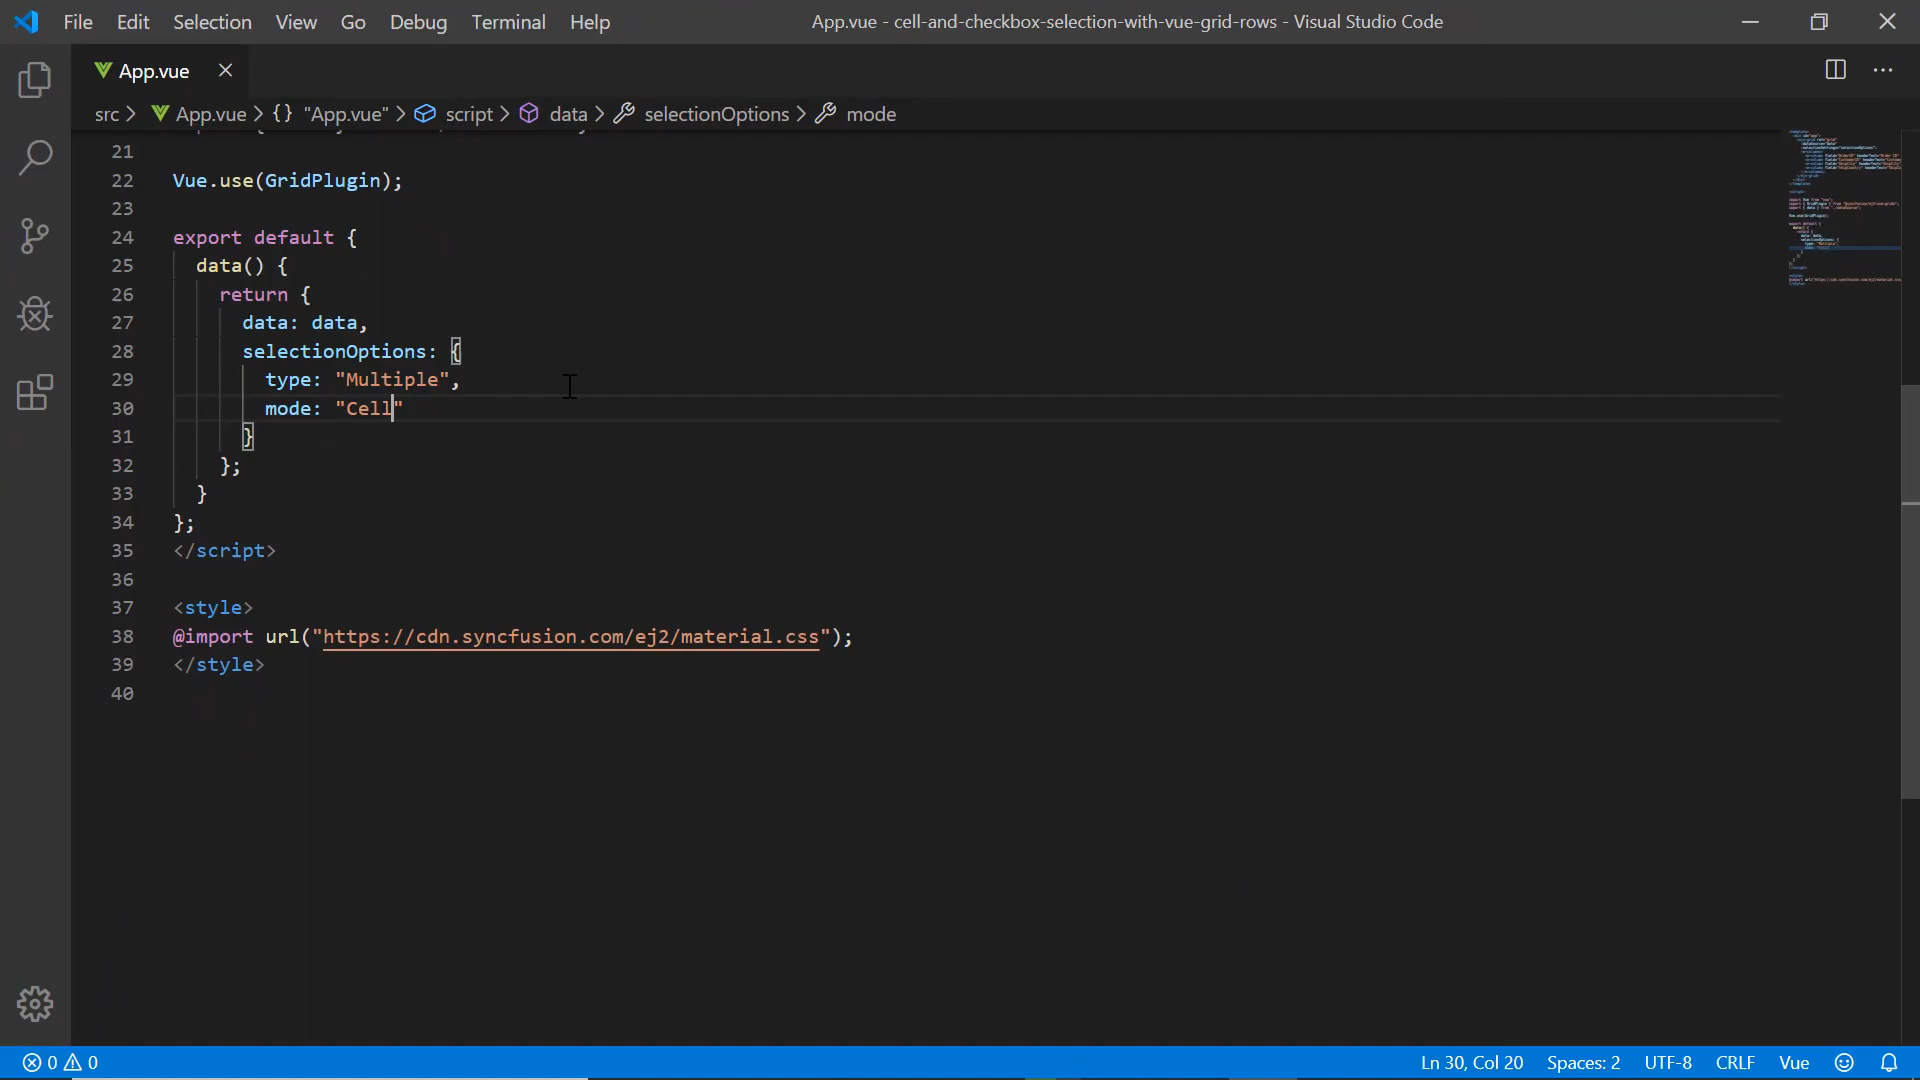 File Edit Selection View Go Debug Terminal Help App.vue - cell-and-checkbox-selection-with-vue-grid-rows - Visual Studio Code
App.vue
src > App.vue > {} "App.vue" > script > data > selectionOptions > mode
21
22 Vue.use(GridPlugin);
23
24 export default {
25 data() {
26 return {
27 data: data,
28 selectionOptions: {
29 type: "Multiple",
30 mode: "Cell"
31 }
32 };
33 }
34 };
35 </script>
36
37 <style>
38 @import url("https://cdn.syncfusion.com/ej2/material.css");
39 </style>
40
0 0 Ln 30, Col 20 Spaces: 2 UTF-8 CRLF Vue